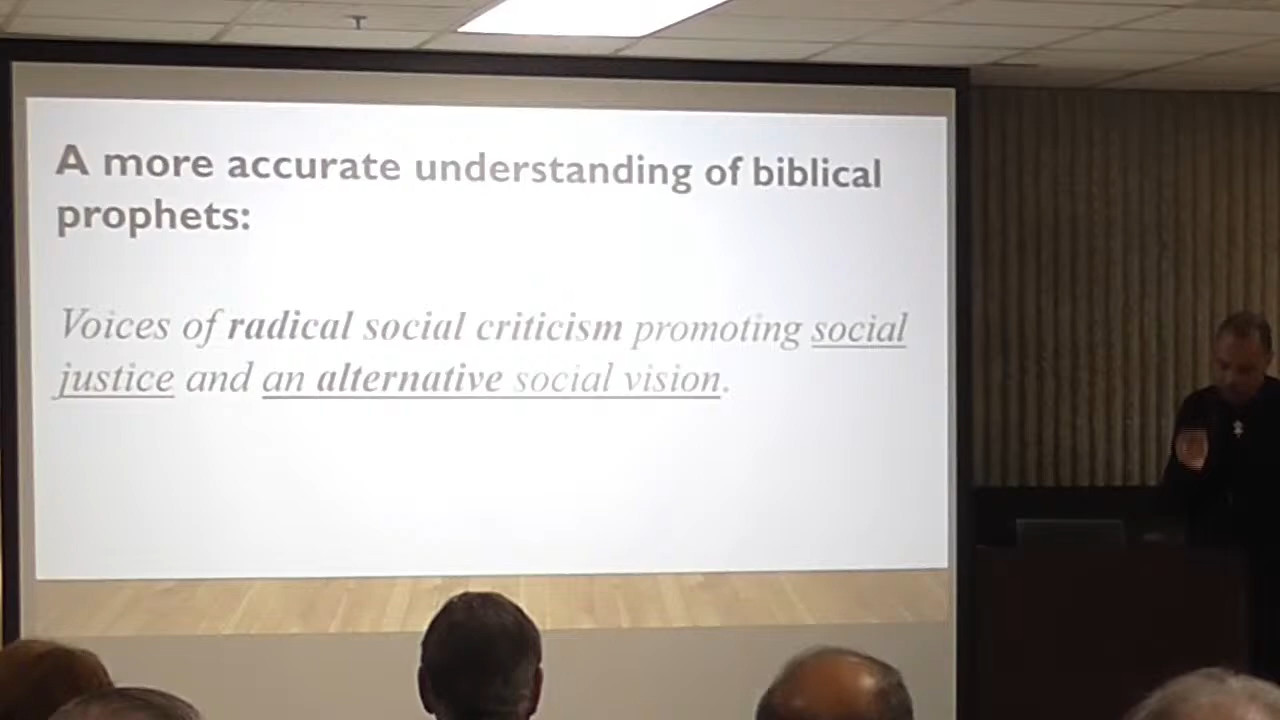 A more accurate understanding of biblical
prophets:
Voices of radical social criticism promoting social
justice and an alternative social vision.